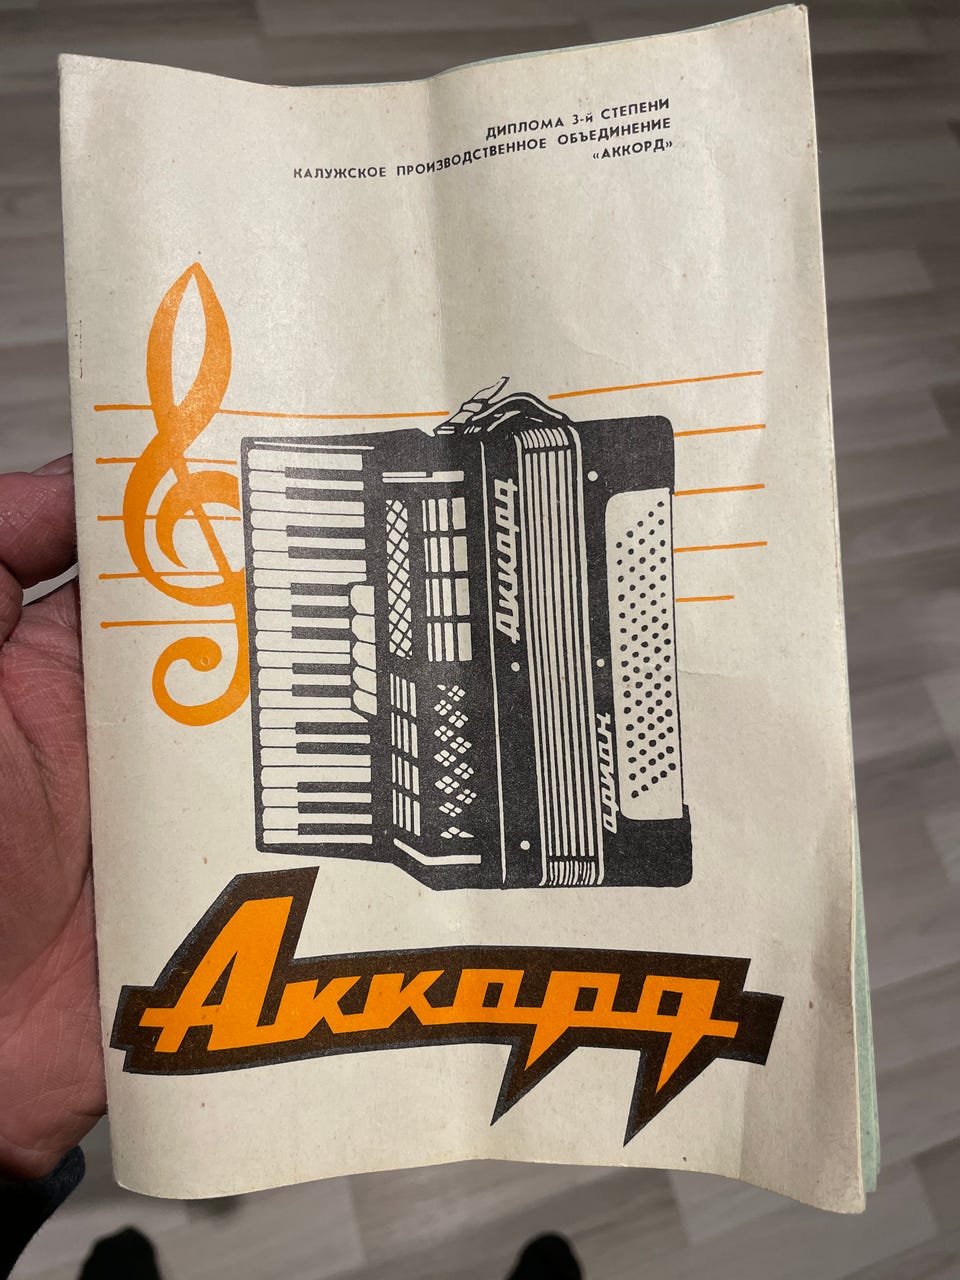 ДИПЛОМА 3-й СТЕПЕНИ
КАЛУЖСКОЕ ПРОИЗВОДСТВЕННОЕ ОБЪЕДИНЕНИЕ
«АККОРД»
Аккорд
Аккорд